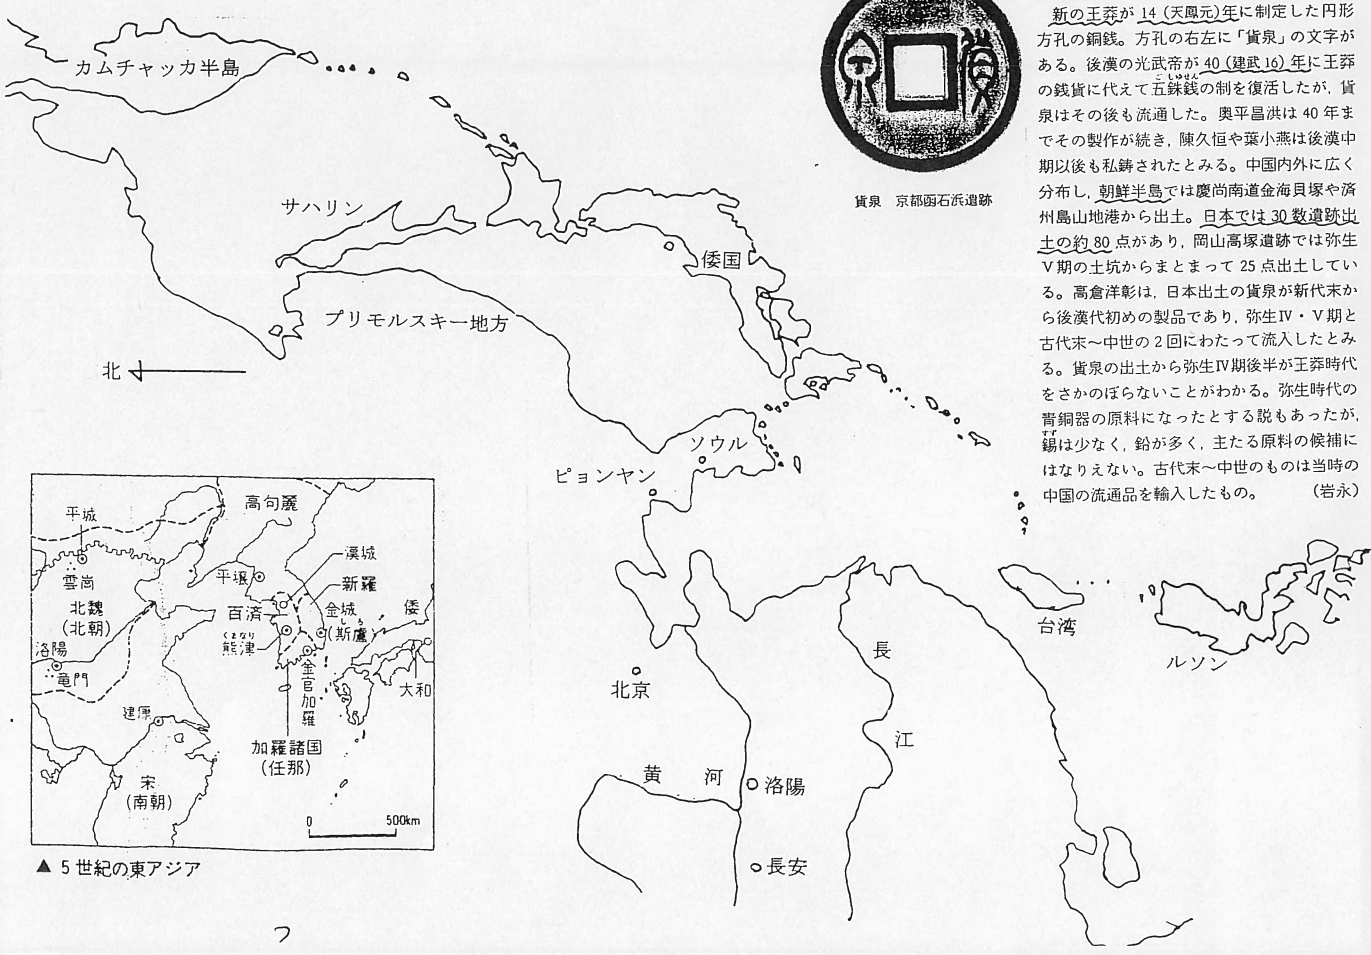 カムチャッカ半島
サハリン
プリモルスキー地方
北
倭国
ソウル
ピョンヤン
北京
黄河
洛陽
長安
長江
台湾
ルソン
貨泉
貨泉 京都函石浜遺跡
新の王莽が14(天鳳元)年に制定した円形
方孔の銅銭。方孔の右左に「貨泉」の文字が
ある。後漢の光武帝が40(建武16)年に王莽
の銭貨に代えて五銖銭の制を復活したが,貨
ごしゅせん
泉はその後も流通した。奥平昌洪は40年ま
でその製作が続き,陳久恒や葉小燕は後漢中
期以後も私鋳されたとみる。中国内外に広く
分布し,朝鮮半島では慶尚南道金海貝塚や済
州島山地港から出土。日本では30数遺跡出
土の約80点があり,岡山高塚遺跡では弥生
Ⅴ期の土坑からまとまって25点出土してい
る。高倉洋彰は,日本出土の貨泉が新代末か
ら後漢代初めの製品であり,弥生Ⅳ・Ⅴ期と
古代末~中世の2回にわたって流入したとみ
る。貨泉の出土から弥生Ⅳ期後半が王莽時代
をさかのぼらないことがわかる。弥生時代の
青銅器の原料になったとする説もあったが,
すず
錫は少なく,鉛が多く,主たる原料の候補に
はなりえない。古代末~中世のものは当時の
中国の流通品を輸入したもの。 (岩永)
高句麗
平城
雲崗
北魏
(北朝)
洛陽
竜門
建康
宋
(南朝)
平壌
漢城
新羅
百済
金城
しろ
(斯盧)
くまなり
熊津
金官加羅
加羅諸国
(任那)
倭
大和
0 500km
▲ 5世紀の東アジア